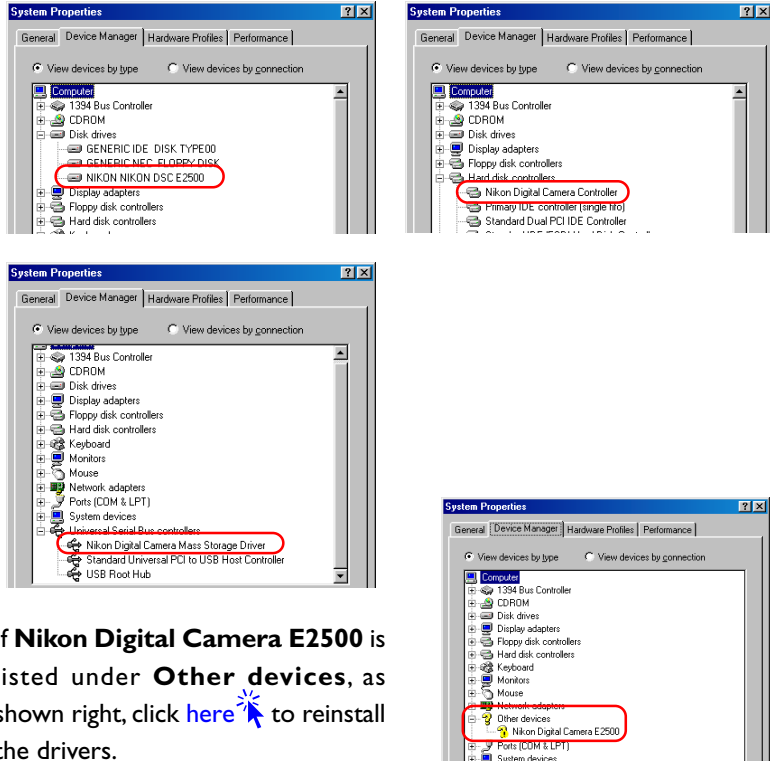 System Properties
General Device Manager Hardware Profiles Performance
View devices by type View devices by connection
Computer
1394 Bus Controller
CDROM
Disk drives
GENERIC IDE DISK TYPE00
GENERIC NEC FLOPPY DISK
NIKON NIKON DSC E2500
Display adapters
Floppy disk controllers
Hard disk controllers
System Properties
General Device Manager Hardware Profiles Performance
View devices by type View devices by connection
Computer
1394 Bus Controller
CDROM
Disk drives
Display adapters
Floppy disk controllers
Hard disk controllers
Nikon Digital Camera Controller
Primary IDE controller (single fifo)
Standard Dual PCI IDE Controller
System Properties
General Device Manager Hardware Profiles Performance
View devices by type View devices by connection
1394 Bus Controller
CDROM
Disk drives
Display adapters
Floppy disk controllers
Hard disk controllers
Keyboard
Monitors
Mouse
Network adapters
Ports (COM & LPT)
System devices
Universal Serial Bus controllers
Nikon Digital Camera Mass Storage Driver
Standard Universal PCI to USB Host Controller
USB Root Hub
f Nikon Digital Camera E2500 is
isted under Other devices, as
shown right, click here to reinstall
the drivers.
System Properties
General Device Manager Hardware Profiles Performance
View devices by type View devices by connection
Computer
1394 Bus Controller
CDROM
Disk drives
Display adapters
Floppy disk controllers
Hard disk controllers
Keyboard
Monitors
Mouse
Network adapters
Other devices
Nikon Digital Camera E2500
Ports (COM & LPT)
System devices